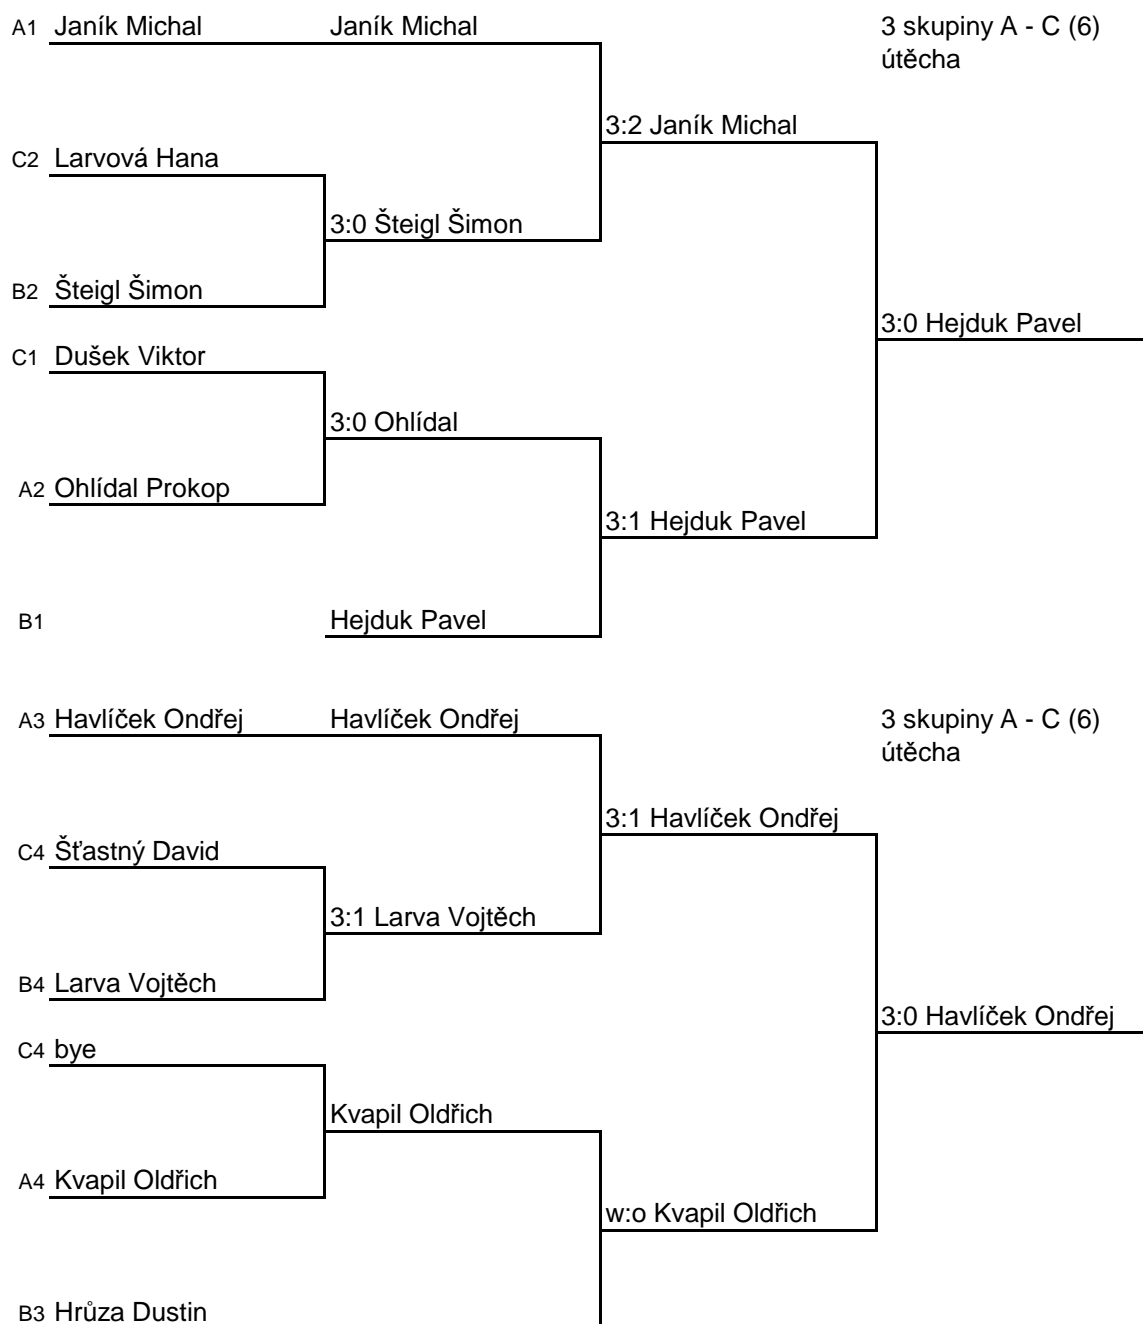 A1 Janík Michal Janík Michal 3 skupiny A - C (6)
útěcha
3:2 Janík Michal
C2 Larvová Hana
3:0 Šteigl Šimon
B2 Šteigl Šimon
3:0 Hejduk Pavel
C1 Dušek Viktor
3:0 Ohlídal
A2 Ohlídal Prokop
3:1 Hejduk Pavel
B1 Hejduk Pavel
A3 Havlíček Ondřej Havlíček Ondřej 3 skupiny A - C (6)
útěcha
3:1 Havlíček Ondřej
C4 Šťastný David
3:1 Larva Vojtěch
B4 Larva Vojtěch
3:0 Havlíček Ondřej
C4 bye
Kvapil Oldřich
A4 Kvapil Oldřich
w:o Kvapil Oldřich
B3 Hrůza Dustin